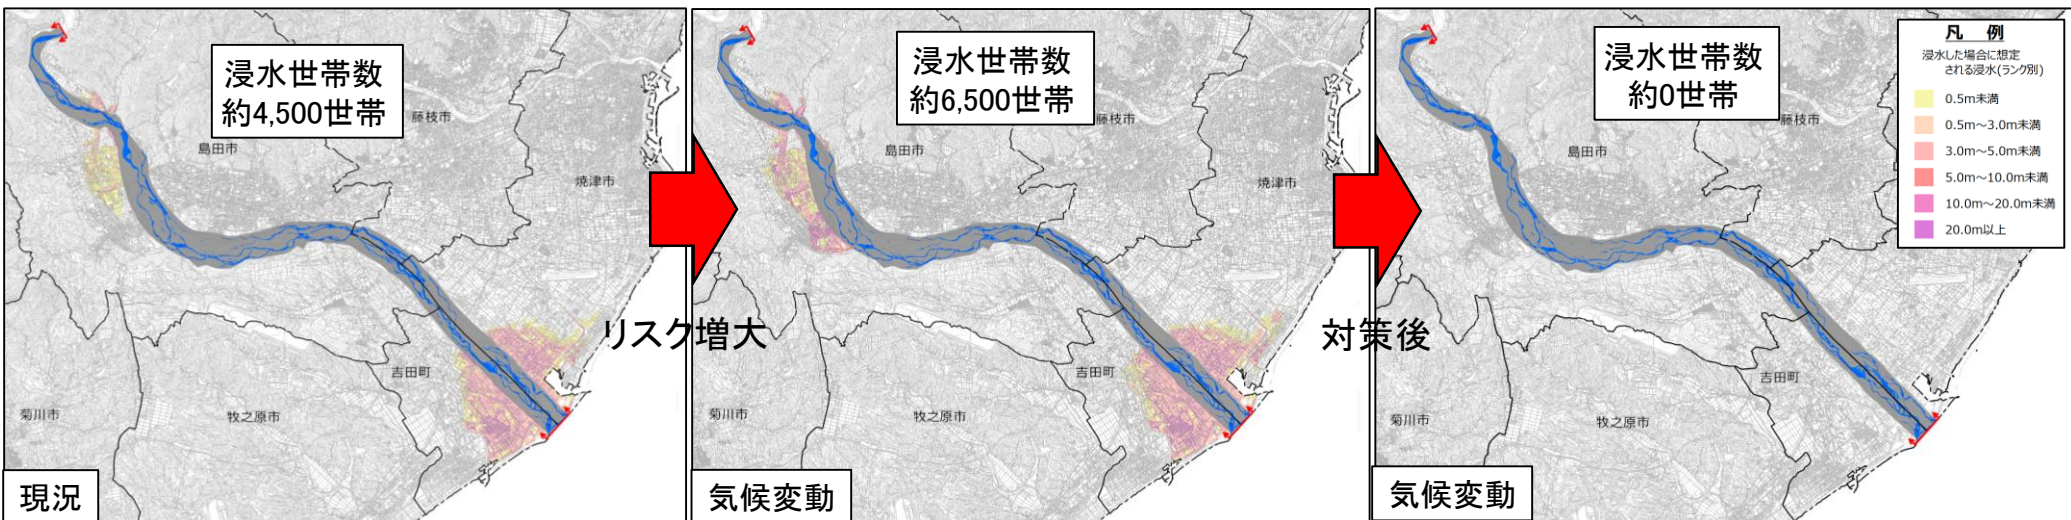 浸水世帯数
約4,500世帯
藤枝市
島田市
焼津市
吉田町
菊川市
牧之原市
現況
リスク増大
浸水世帯数
約6,500世帯
藤枝市
島田市
焼津市
吉田町
菊川市
牧之原市
気候変動
対策後
浸水世帯数
約0世帯
藤枝市
島田市
吉田町
菊川市
牧之原市
気候変動
凡 例
浸水した場合に想定
される浸水(ランク別)
0.5m未満
0.5m～3.0m未満
3.0m～5.0m未満
5.0m～10.0m未満
10.0m～20.0m未満
20.0m以上